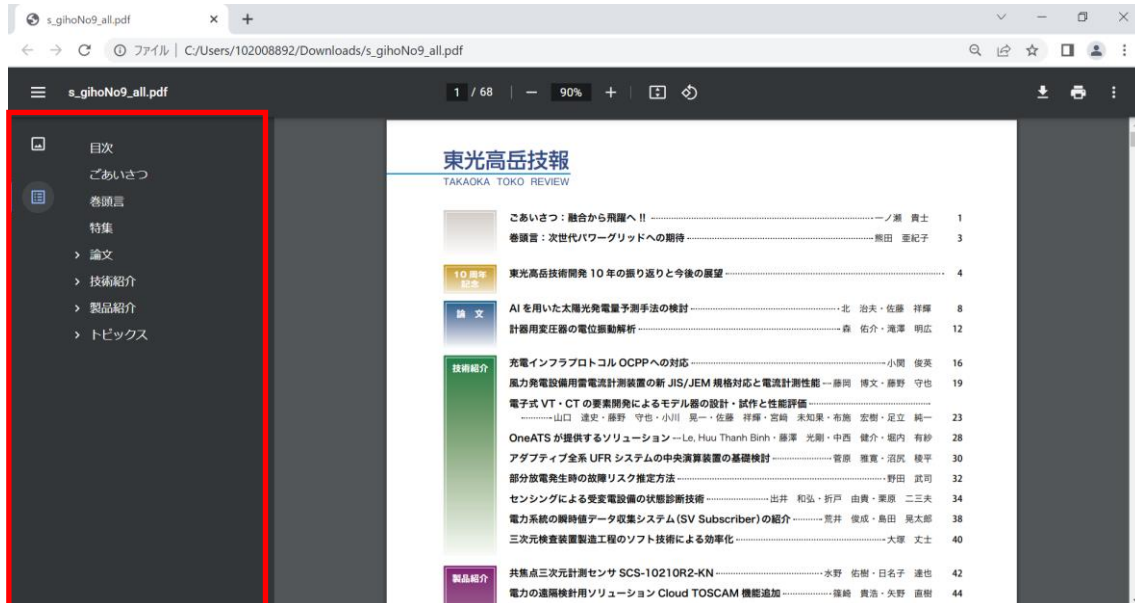 s_gihoNo9_all.pdf
ファイル | C:/Users/102008892/Downloads/s_gihoNo9_all.pdf
s_gihoNo9_all.pdf
1 / 68
90%
目次
ごあいさつ
巻頭言
特集
論文
技術紹介
製品紹介
トピックス
東光高岳技報
TAKAOKA TOKO REVIEW
ごあいさつ:融合から飛躍へ !! 一ノ瀬 貴士 1
巻頭言:次世代パワーグリッドへの期待 熊田 亜紀子 3
10周年
記念
東光高岳技術開発 10 年の振り返りと今後の展望 4
論 文
AI を用いた太陽光発電量予測手法の検討 北 治夫・佐藤 祥輝 8
計器用変圧器の電位振動解析 森 佑介・滝澤 明広 12
技術紹介
充電インフラプロトコル OCPP への対応 小関 俊英 16
風力発電設備用雷電流計測装置の新 JIS/JEM 規格対応と電流計測性能 藤岡 博文・藤野 守也 19
電子式 VT・CT の要素開発によるモデル器の設計・試作と性能評価
山口 達史・藤野 守也・小川 晃一・佐藤 祥輝・宮﨑 未知果・布施 宏樹・足立 純一 23
OneATS が提供するソリューション Le, Huu Thanh Binh・藤澤 光剛・中西 健介・堀内 有紗 28
アダプティブ全系 UFR システムの中央演算装置の基礎検討 菅原 雅寛・沼尻 稜平 30
部分放電発生時の故障リスク推定方法 野田 武司 32
センシングによる受変電設備の状態診断技術 出井 和弘・折戸 由貴・栗原 二三夫 34
電力系統の瞬時値データ収集システム(SV Subscriber)の紹介 荒井 俊成・島田 晃太郎 38
三次元検査装置製造工程のソフト技術による効率化 大塚 丈士 40
製品紹介
共焦点三次元計測センサ SCS-10210R2-KN 水野 佑樹・日名子 達也 42
電力の遠隔検針用ソリューション Cloud TOSCAM 機能追加 篠崎 貴浩・矢野 直樹 44